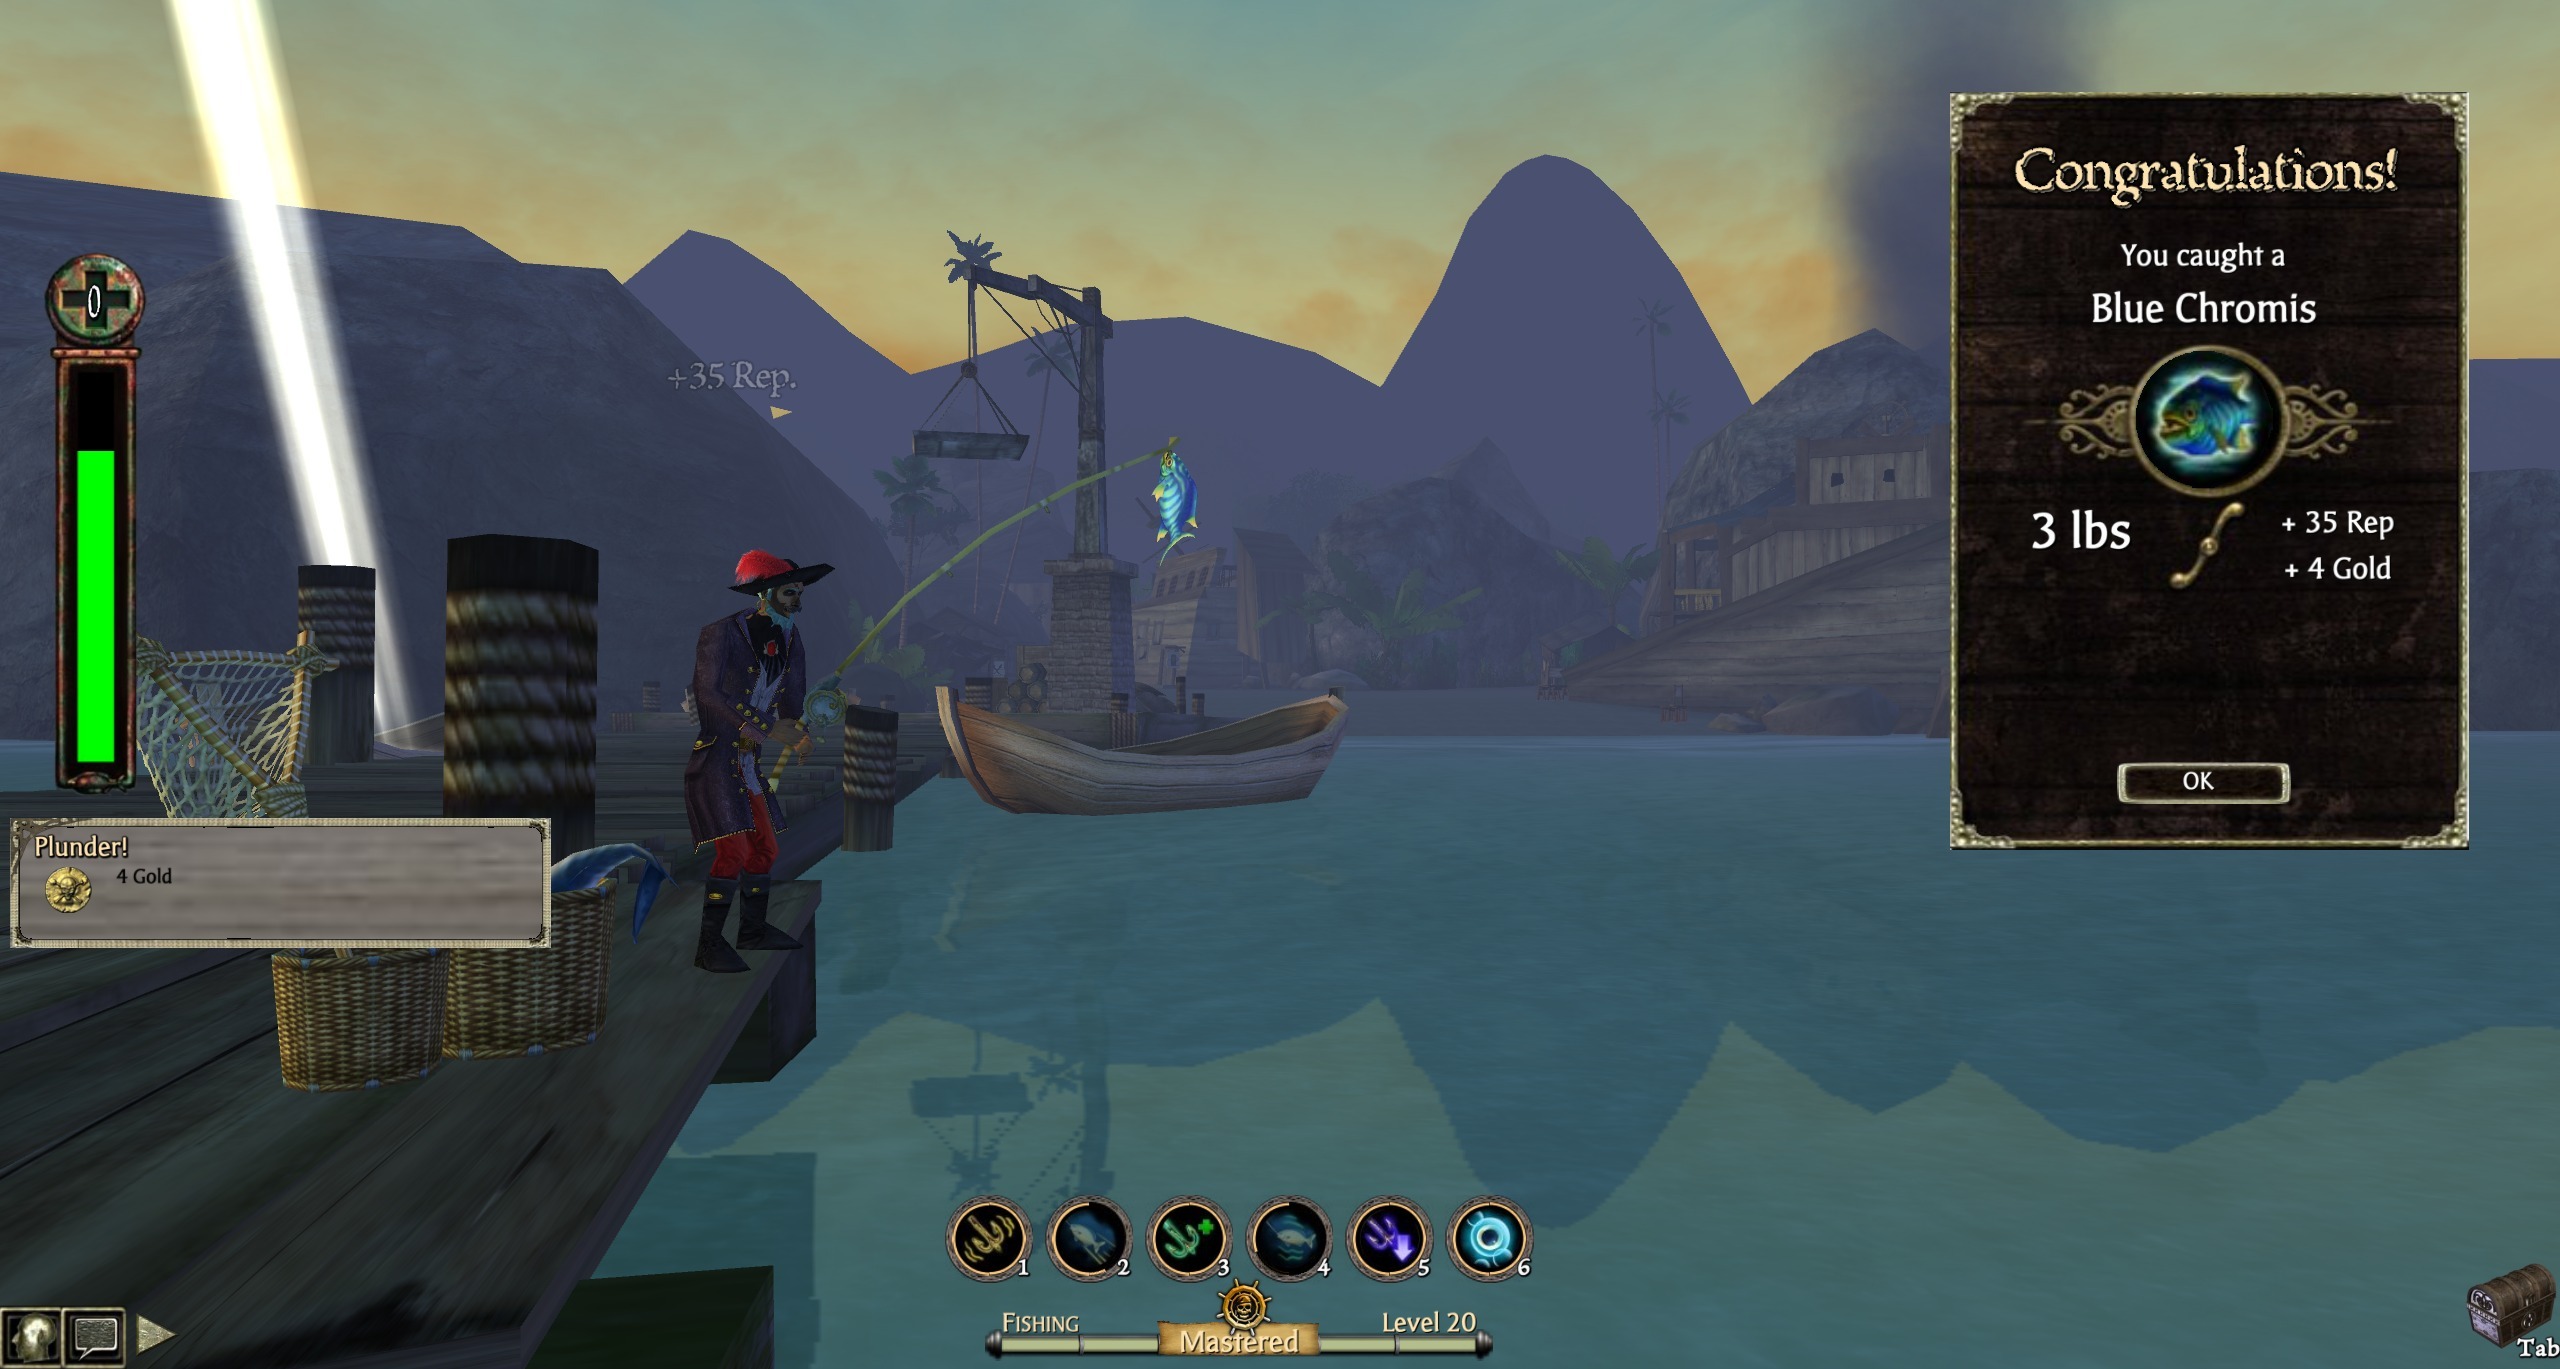 Congratulations!
You caught a
Blue Chromis
3 lbs
+ 35 Rep
+ 4 Gold
OK
0
+35 Rep.
Plunder!
4 Gold
1
2
3
4
5
6
FISHING
Mastered
Level 20
Tab